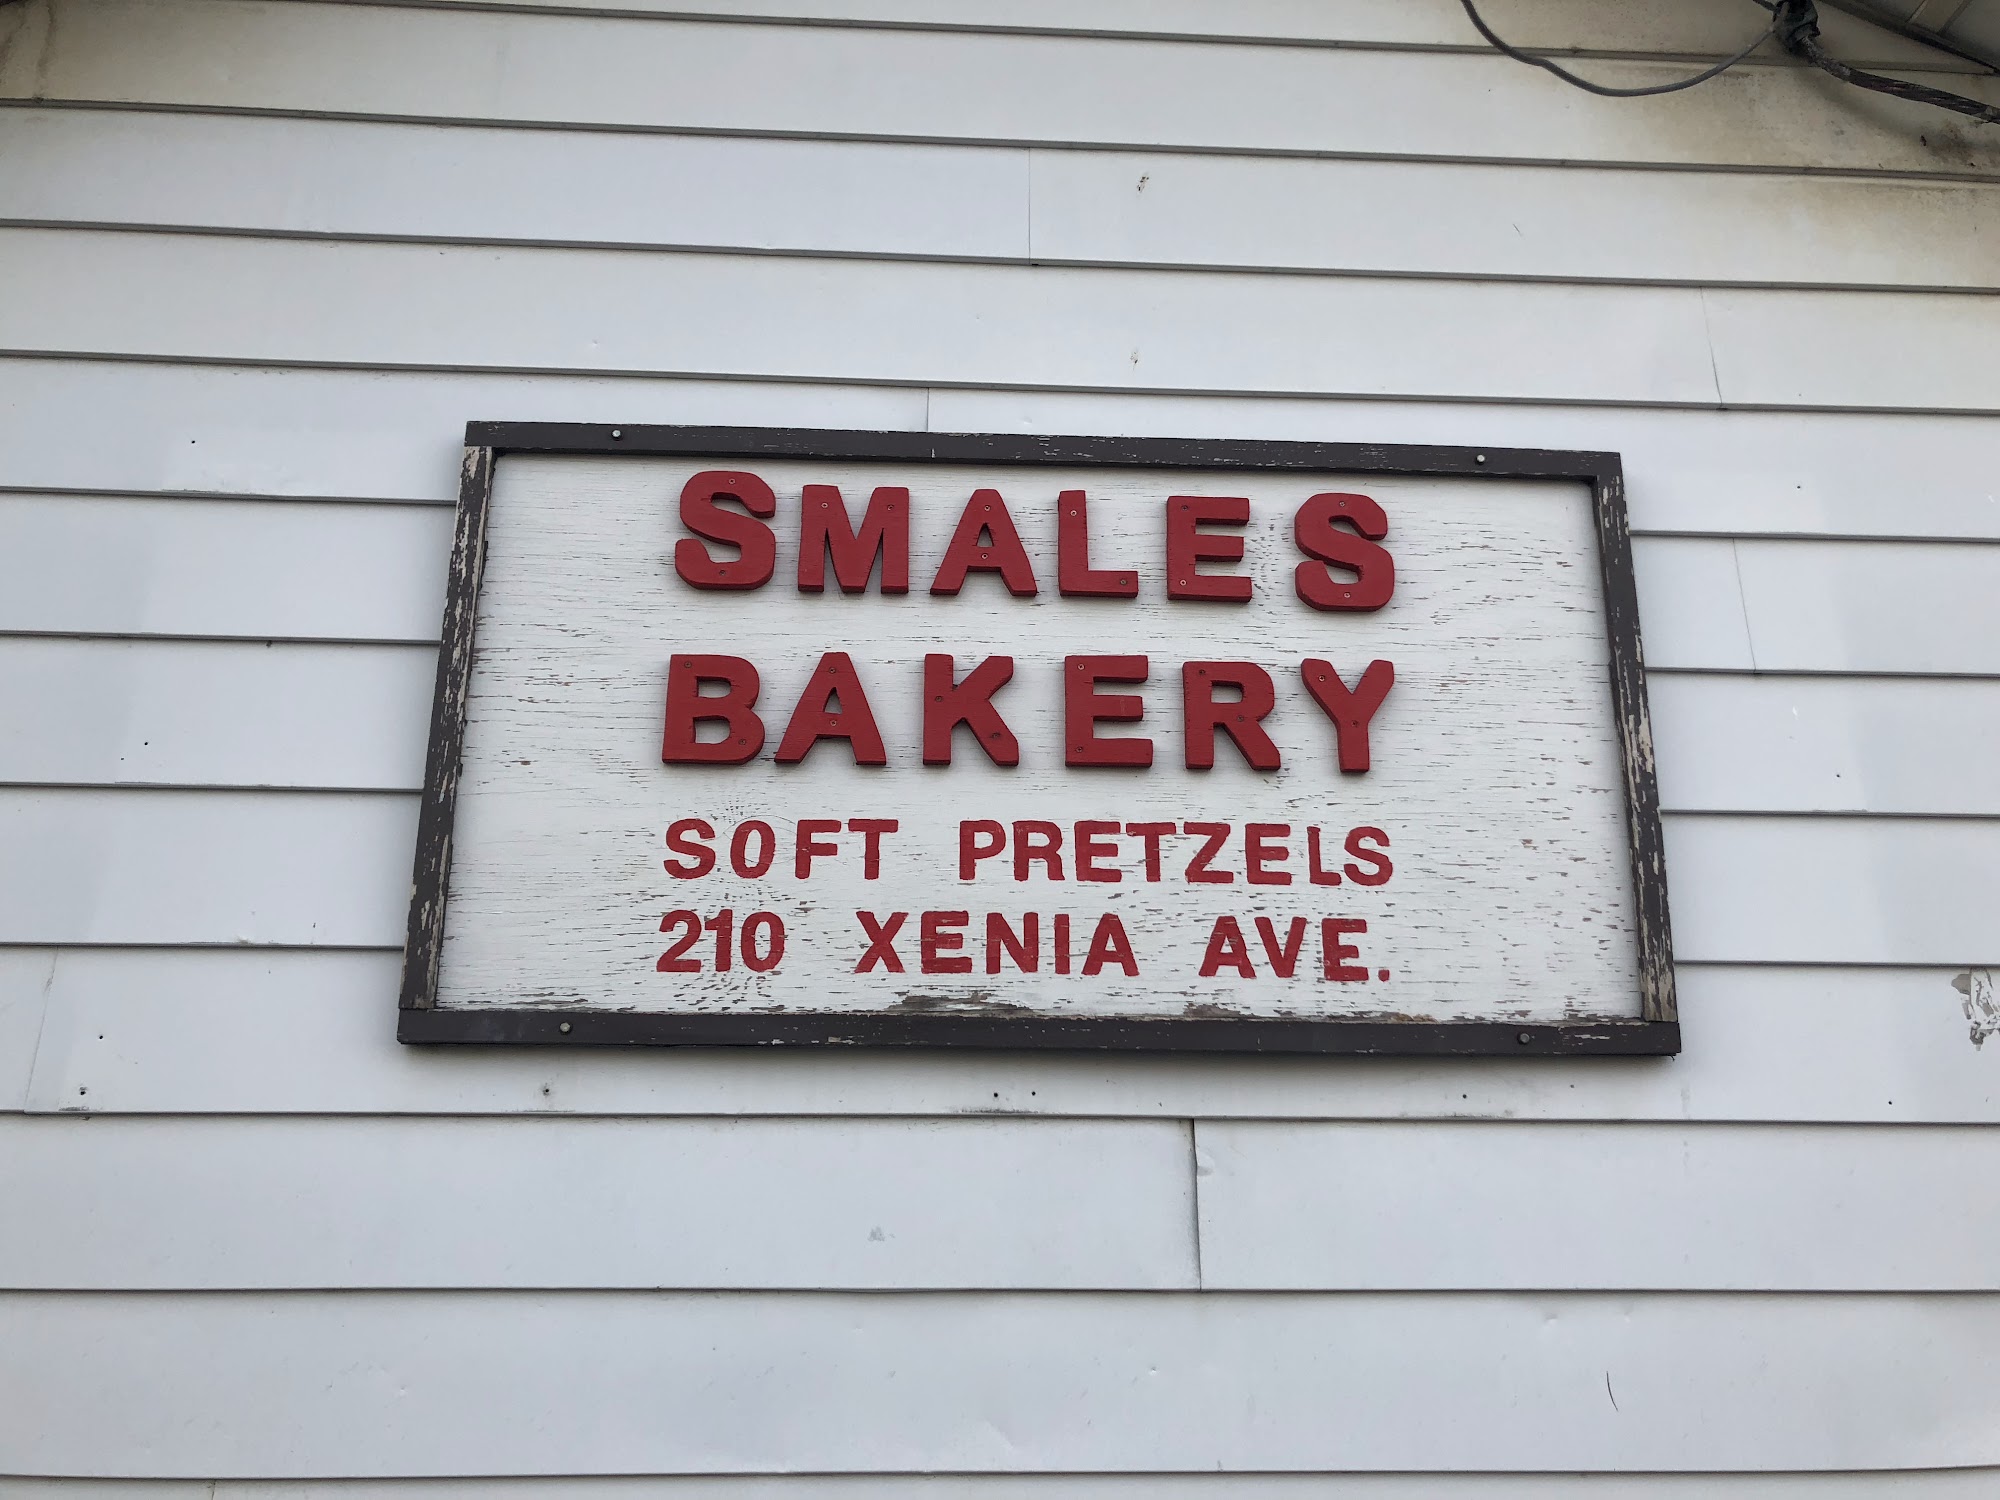 SMALES
BAKERY
SOFT PRETZELS
210 XENIA AVE.